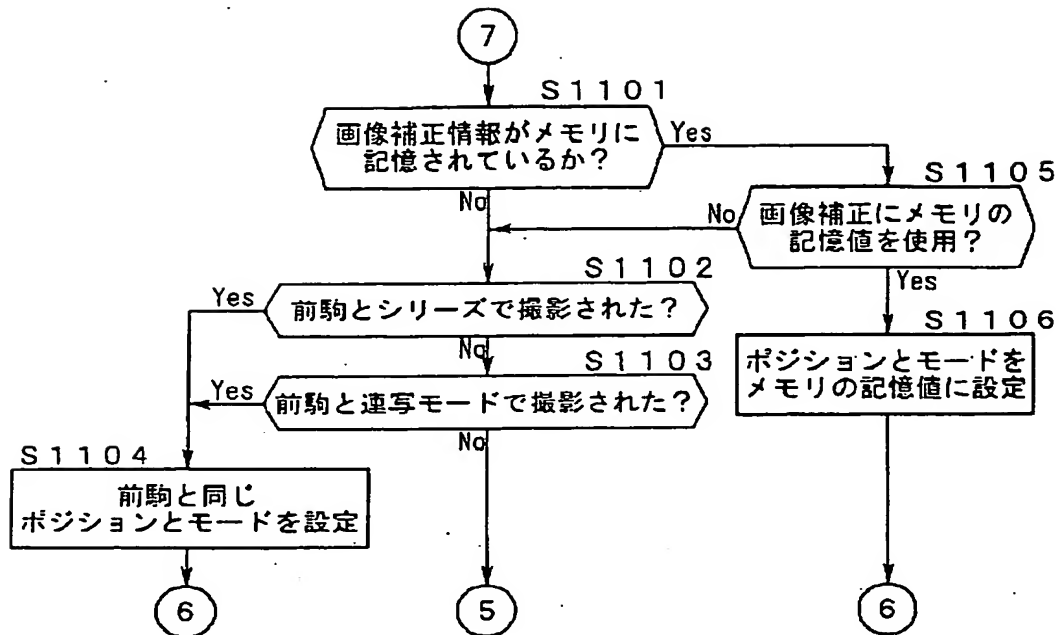 7
S1101
画像補正情報がメモリに
記憶されているか？
Yes
No
S1105
画像補正にメモリの
記憶値を使用？
No
Yes
S1102
前駒とシリーズで撮影された？
Yes
No
S1106
ポジションとモードを
メモリの記憶値に設定
S1103
前駒と連写モードで撮影された？
Yes
No
S1104
前駒と同じ
ポジションとモードを設定
6
5
6